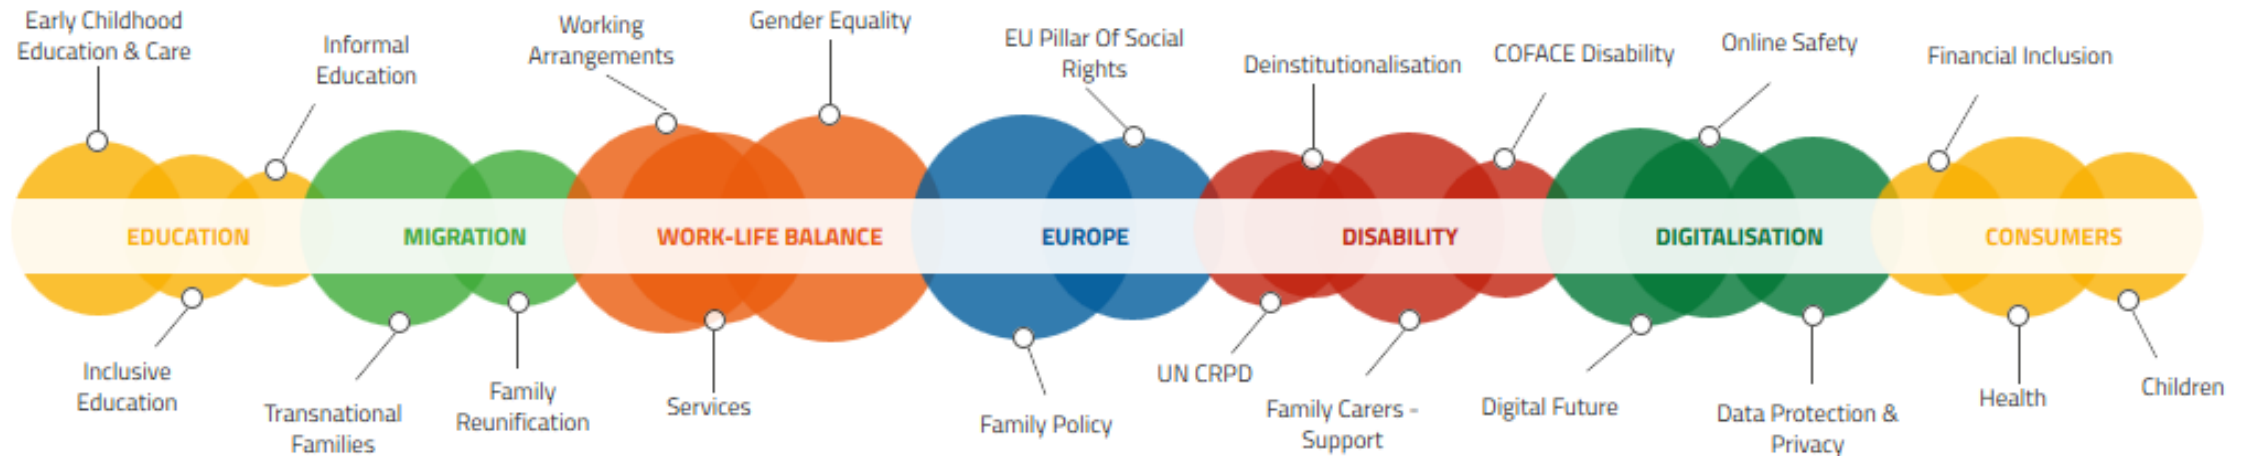 Early Childhood
Education & Care
Informal
Education
Working
Arrangements
Gender Equality
EU Pillar Of Social
Rights
Deinstitutionalisation
COFACE Disability
Online Safety
Financial Inclusion
EDUCATION
MIGRATION
WORK-LIFE BALANCE
EUROPE
DISABILITY
DIGITALISATION
CONSUMERS
Inclusive
Education
Transnational
Families
Family
Reunification
Services
Family Policy
UN CRPD
Family Carers -
Support
Digital Future
Data Protection &
Privacy
Health
Children